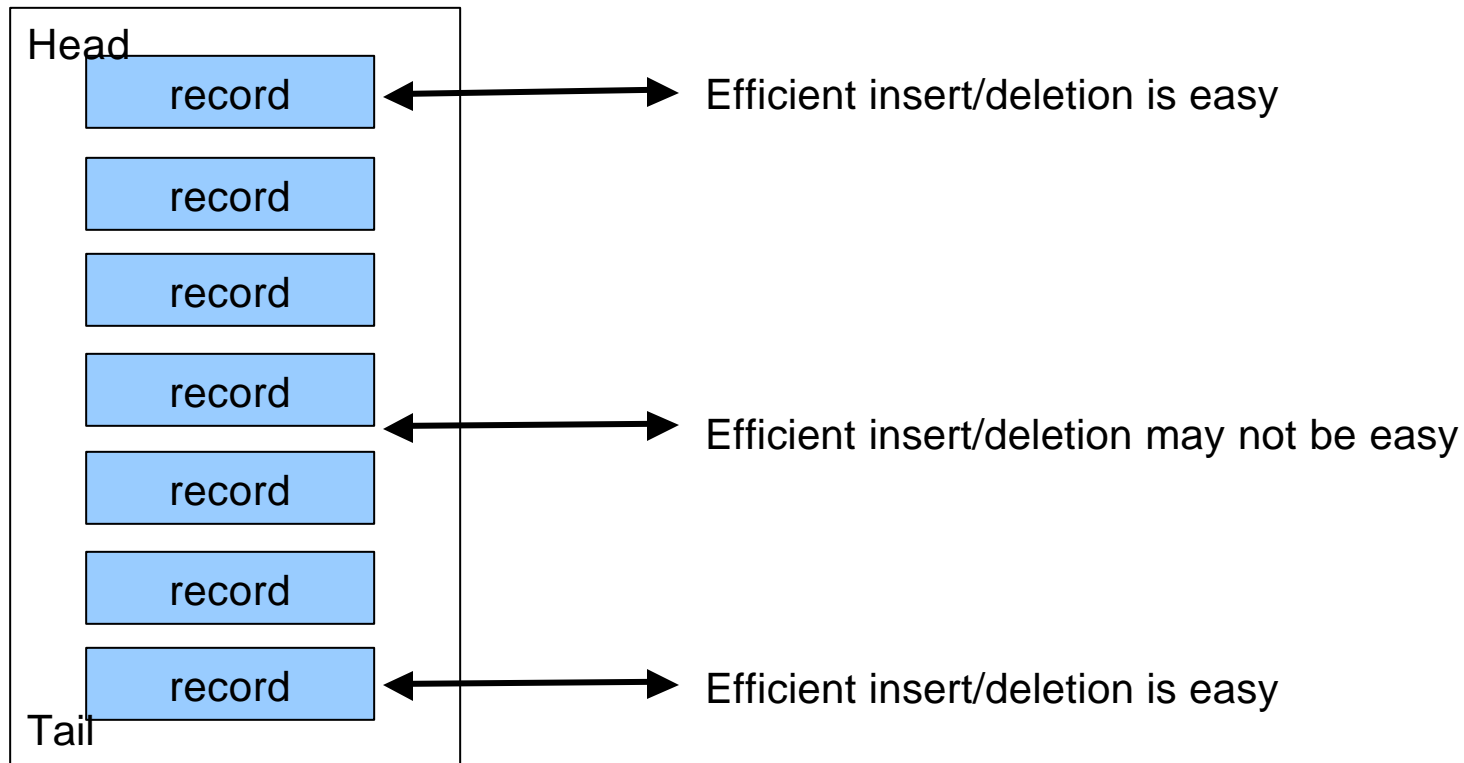 Head
record
Efficient insert/deletion is easy
record
record
record
Efficient insert/deletion may not be easy
record
record
record
Efficient insert/deletion is easy
Tail